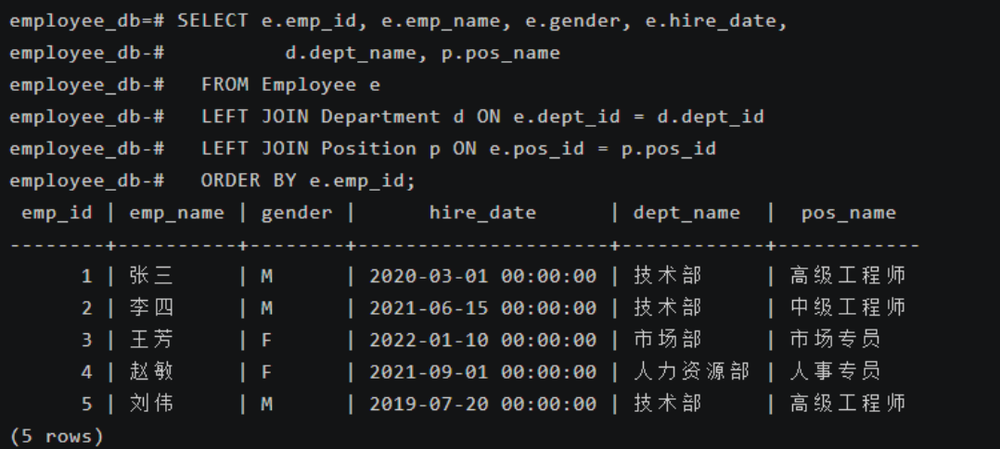 employee_db=# SELECT e.emp_id, e.emp_name, e.gender, e.hire_date,
employee_db-#             d.dept_name, p.pos_name
employee_db-#   FROM Employee e
employee_db-#   LEFT JOIN Department d ON e.dept_id = d.dept_id
employee_db-#   LEFT JOIN Position p ON e.pos_id = p.pos_id
employee_db-#   ORDER BY e.emp_id;
 emp_id | emp_name | gender |      hire_date      | dept_name  |  pos_name
--------+----------+--------+---------------------+------------+------------
      1 | 张三     | M      | 2020-03-01 00:00:00 | 技术部     | 高级工程师
      2 | 李四     | M      | 2021-06-15 00:00:00 | 技术部     | 中级工程师
      3 | 王芳     | F      | 2022-01-10 00:00:00 | 市场部     | 市场专员
      4 | 赵敏     | F      | 2021-09-01 00:00:00 | 人力资源部 | 人事专员
      5 | 刘伟     | M      | 2019-07-20 00:00:00 | 技术部     | 高级工程师
(5 rows)